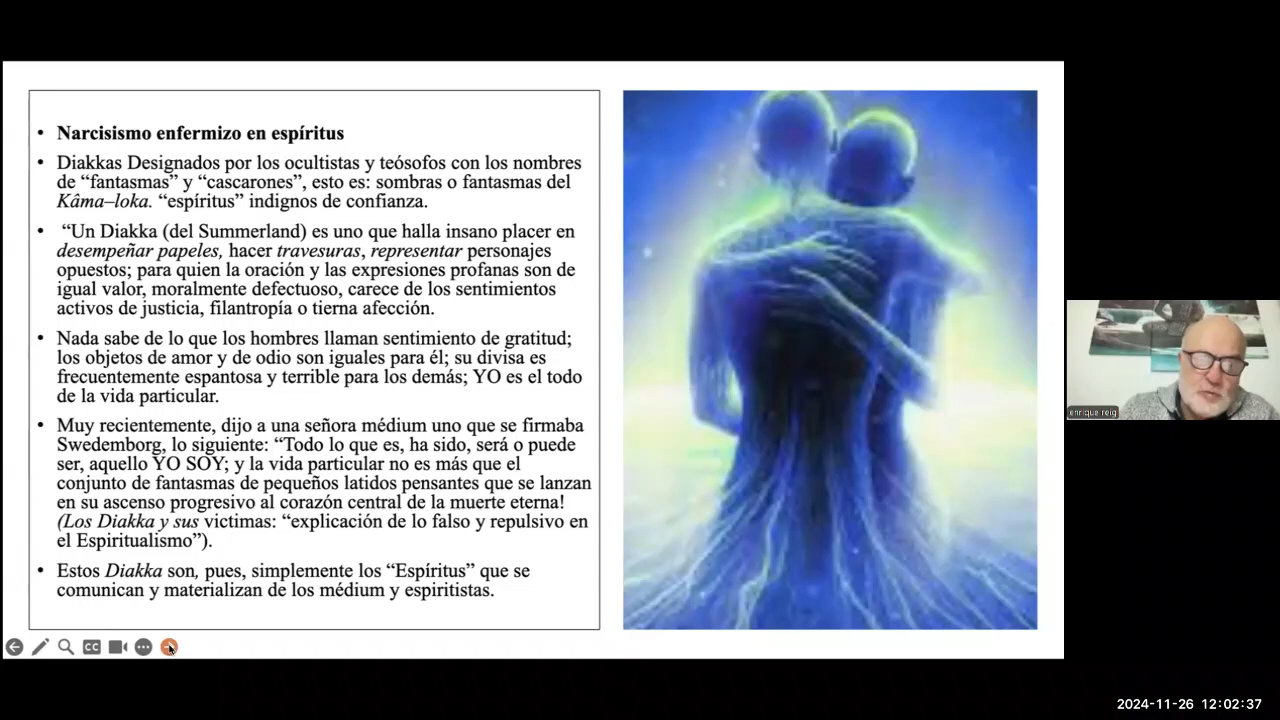 • Narcisismo enfermizo en espíritus
• Diakkas Designados por los ocultistas y teósofos con los nombres
de “fantasmas” y “cascarones”, esto es: sombras o fantasmas del
Kâma–loka. “espíritus” indignos de confianza.
• “Un Diakka (del Summerland) es uno que halla insano placer en
desempeñar papeles, hacer travesuras, representar personajes
opuestos; para quien la oración y las expresiones profanas son de
igual valor, moralmente defectuoso, carece de los sentimientos
activos de justicia, filantropía o tierna afección.
• Nada sabe de lo que los hombres llaman sentimiento de gratitud;
los objetos de amor y de odio son iguales para él; su divisa es
frecuentemente espantosa y terrible para los demás; YO es el todo
de la vida particular.
• Muy recientemente, dijo a una señora médium uno que se firmaba
Swedemborg, lo siguiente: “Todo lo que es, ha sido, será o puede
ser, aquello YO SOY; y la vida particular no es más que el
conjunto de fantasmas de pequeños latidos pensantes que se lanzan
en su ascenso progresivo al corazón central de la muerte eterna!
(Los Diakka y sus victimas: “explicación de lo falso y repulsivo en
el Espiritualismo”).
• Estos Diakka son, pues, simplemente los “Espíritus” que se
comunican y materializan de los médium y espiritistas.
CC
enrique reig
2024-11-26 12:02:37